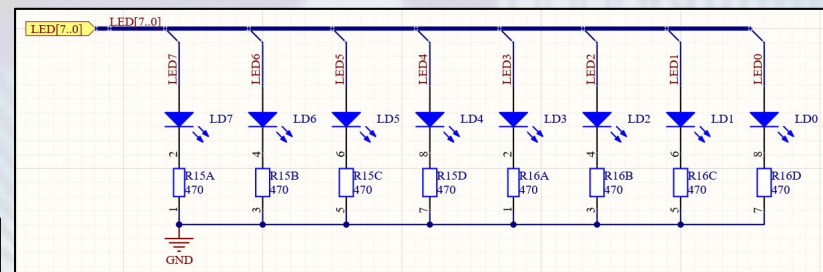 LED[7..0]
LED[7..0]
LED7 LED6 LED5 LED4 LED3 LED2 LED1 LED0
LD7 LD6 LD5 LD4 LD3 LD2 LD1 LD0
2 4 6 8 2 4 6 8
R15A R15B R15C R15D R16A R16B R16C R16D
470 470 470 470 470 470 470 470
1 3 5 7 1 3 5 7
GND